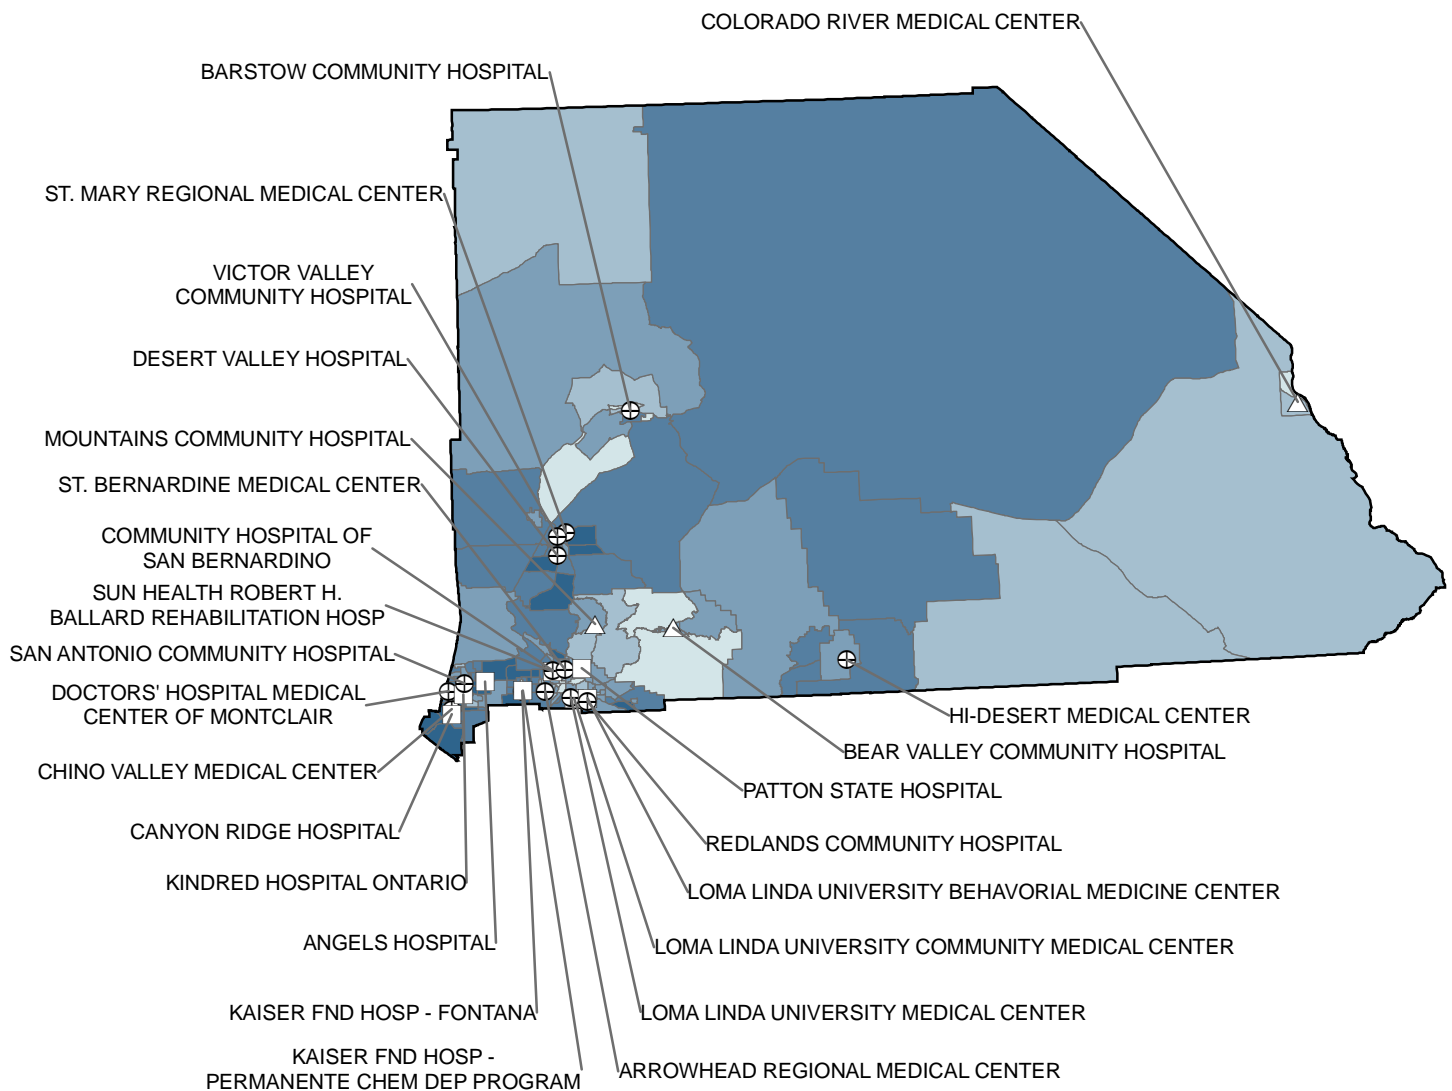 COLORADO RIVER MEDICAL CENTER
BARSTOW COMMUNITY HOSPITAL
ST. MARY REGIONAL MEDICAL CENTER
VICTOR VALLEY
COMMUNITY HOSPITAL
DESERT VALLEY HOSPITAL
MOUNTAINS COMMUNITY HOSPITAL
ST. BERNARDINE MEDICAL CENTER
COMMUNITY HOSPITAL OF
SAN BERNARDINO
SUN HEALTH ROBERT H.
BALLARD REHABILITATION HOSP
SAN ANTONIO COMMUNITY HOSPITAL
DOCTORS' HOSPITAL MEDICAL
CENTER OF MONTCLAIR
CHINO VALLEY MEDICAL CENTER
CANYON RIDGE HOSPITAL
KINDRED HOSPITAL ONTARIO
ANGELS HOSPITAL
KAISER FND HOSP - FONTANA
KAISER FND HOSP -
PERMANENTE CHEM DEP PROGRAM
HI-DESERT MEDICAL CENTER
BEAR VALLEY COMMUNITY HOSPITAL
PATTON STATE HOSPITAL
REDLANDS COMMUNITY HOSPITAL
LOMA LINDA UNIVERSITY BEHAVORIAL MEDICINE CENTER
LOMA LINDA UNIVERSITY COMMUNITY MEDICAL CENTER
LOMA LINDA UNIVERSITY MEDICAL CENTER
ARROWHEAD REGIONAL MEDICAL CENTER